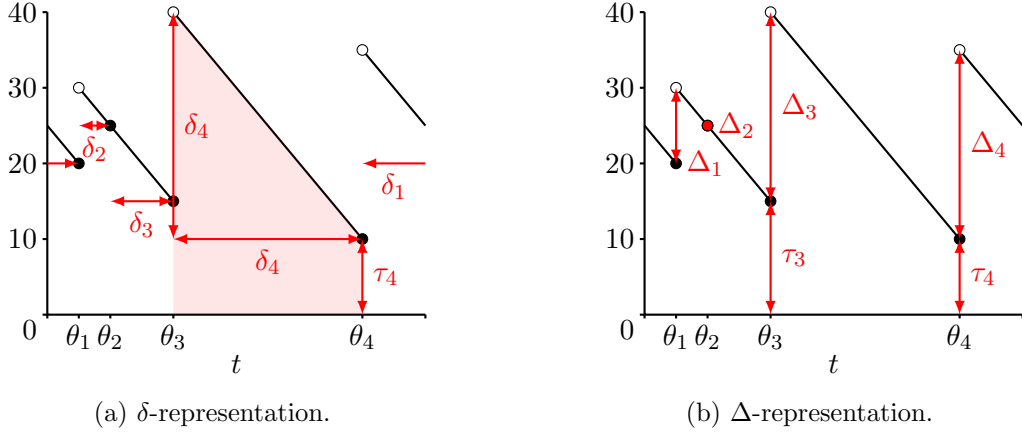 40
30
20
10
0
δ₄
δ₂
δ₁
δ₃
δ₄
τ₄
θ₁ θ₂ θ₃ θ₄
t
(a) δ-representation.
40
30
20
10
0
Δ₃
Δ₂
Δ₁
Δ₄
τ₃
τ₄
θ₁ θ₂ θ₃ θ₄
t
(b) Δ-representation.